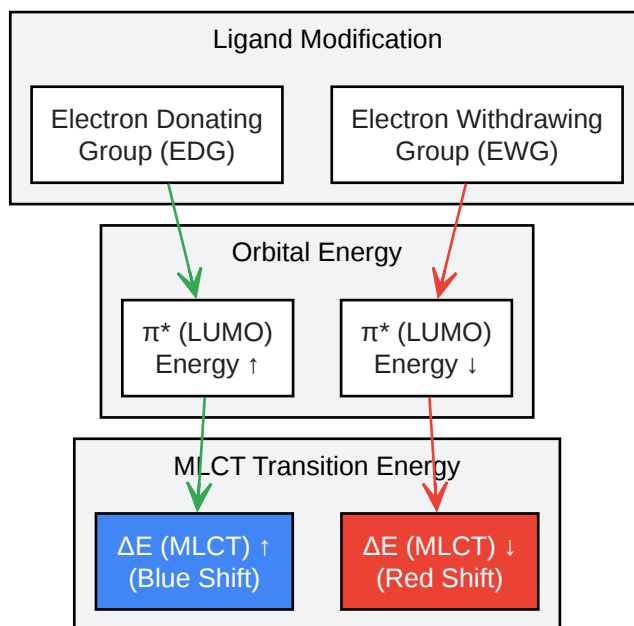 Ligand Modification
Electron Donating
Group (EDG)
Electron Withdrawing
Group (EWG)
Orbital Energy
π* (LUMO)
Energy ↑
π* (LUMO)
Energy ↓
MLCT Transition Energy
ΔE (MLCT) ↑
(Blue Shift)
ΔE (MLCT) ↓
(Red Shift)